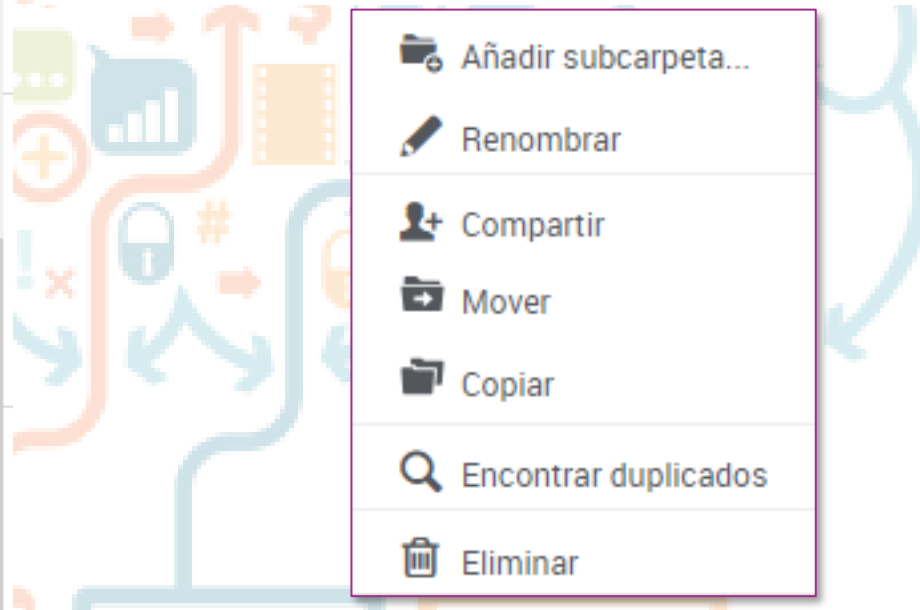 Añadir subcarpeta...
Renombrar
Compartir
Mover
Copiar
Encontrar duplicados
Eliminar